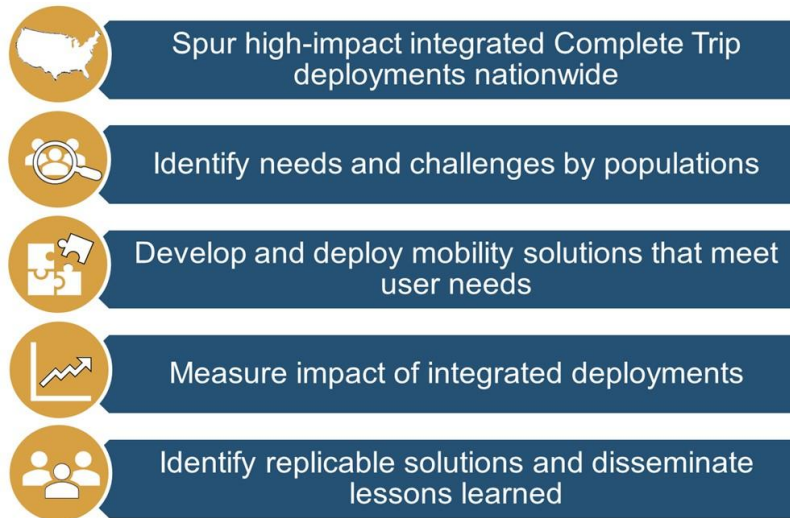 Spur high-impact integrated Complete Trip
deployments nationwide
Identify needs and challenges by populations
Develop and deploy mobility solutions that meet
user needs
Measure impact of integrated deployments
Identify replicable solutions and disseminate
lessons learned